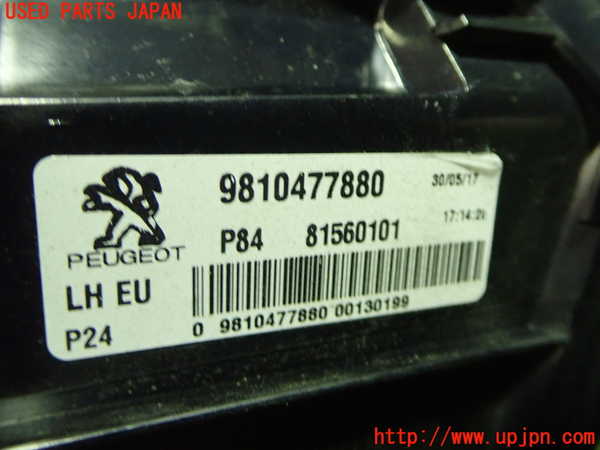 USED PARTS JAPAN
PEUGEOT
9810477880
30/05/17
P84 81560101
17:14:20
LH EU
P24
0 9810477880 00130199
http://www.upjpn.com/